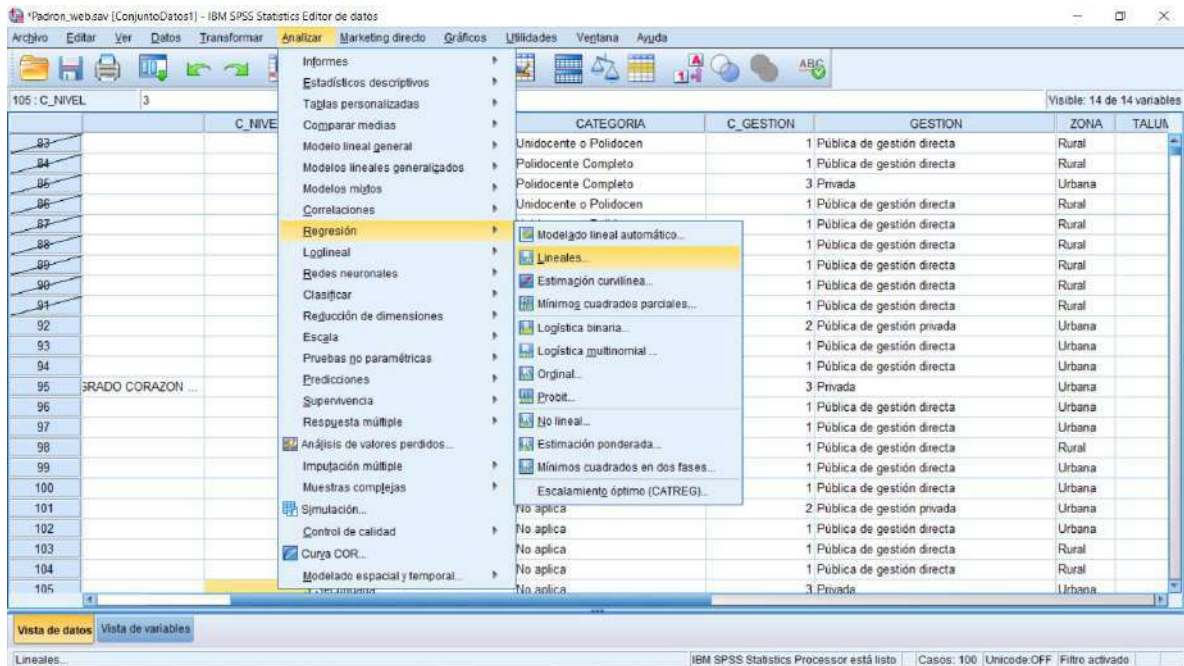 *Padron_web.sav [ConjuntoDatos1] - IBM SPSS Statistics Editor de datos
Archivo Editar Ver Datos Transformar Analizar Marketing directo Gráficos Utilidades Ventana Ayuda
105 : C_NIVEL 3 Visible: 14 de 14 variables
C_NIVE CATEGORIA C_GESTION GESTION ZONA TALUM
Informes
Estadísticos descriptivos
Tablas personalizadas
Comparar medias
Modelo lineal general
Modelos lineales generalizados
Modelos mixtos
Correlaciones
Regresión
Loglineal
Redes neuronales
Clasificar
Reducción de dimensiones
Escala
Pruebas no paramétricas
Predicciones
Supervivencia
Respuesta múltiple
Análisis de valores perdidos...
Imputación múltiple
Muestras complejas
Simulación...
Control de calidad
Curva COR...
Modelado espacial y temporal...
Modelado lineal automático...
Lineales...
Estimación curvilínea...
Mínimos cuadrados parciales...
Logística binaria...
Logística multinomial ...
Ordinal...
Probit...
No lineal...
Estimación ponderada...
Mínimos cuadrados en dos fases...
Escalamiento óptimo (CATREG)...
83 Unidocente o Polidocen 1 Pública de gestión directa Rural
84 Polidocente Completo 1 Pública de gestión directa Rural
85 Polidocente Completo 3 Privada Urbana
86 Unidocente o Polidocen 1 Pública de gestión directa Rural
87 1 Pública de gestión directa Rural
88 1 Pública de gestión directa Rural
89 1 Pública de gestión directa Rural
90 1 Pública de gestión directa Rural
91 1 Pública de gestión directa Rural
92 2 Pública de gestión privada Urbana
93 1 Pública de gestión directa Urbana
94 1 Pública de gestión directa Urbana
95 GRADO CORAZON ... 3 Privada Urbana
96 1 Pública de gestión directa Urbana
97 1 Pública de gestión directa Urbana
98 1 Pública de gestión directa Rural
99 1 Pública de gestión directa Urbana
100 1 Pública de gestión directa Urbana
101 No aplica 2 Pública de gestión privada Urbana
102 No aplica 1 Pública de gestión directa Urbana
103 No aplica 1 Pública de gestión directa Rural
104 No aplica 1 Pública de gestión directa Rural
105 3 Secundaria No aplica 3 Privada Urbana
Vista de datos Vista de variables
Lineales... IBM SPSS Statistics Processor está listo Casos: 100 Unicode:OFF Filtro activado